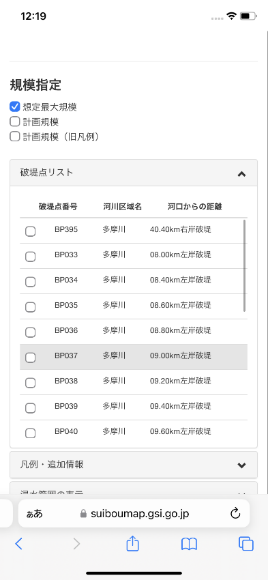 12:19
規模指定
想定最大規模
計画規模
計画規模（旧凡例）
破堤点リスト
破堤点番号 河川区域名 河口からの距離
BP395 多摩川 40.40km右岸破堤
BP033 多摩川 08.00km左岸破堤
BP034 多摩川 08.40km左岸破堤
BP035 多摩川 08.60km左岸破堤
BP036 多摩川 08.80km左岸破堤
BP037 多摩川 09.00km左岸破堤
BP038 多摩川 09.20km左岸破堤
BP039 多摩川 09.40km左岸破堤
BP040 多摩川 09.60km左岸破堤
凡例・追加情報
浸水範囲の表示
ぁあ suiboumap.gsi.go.jp